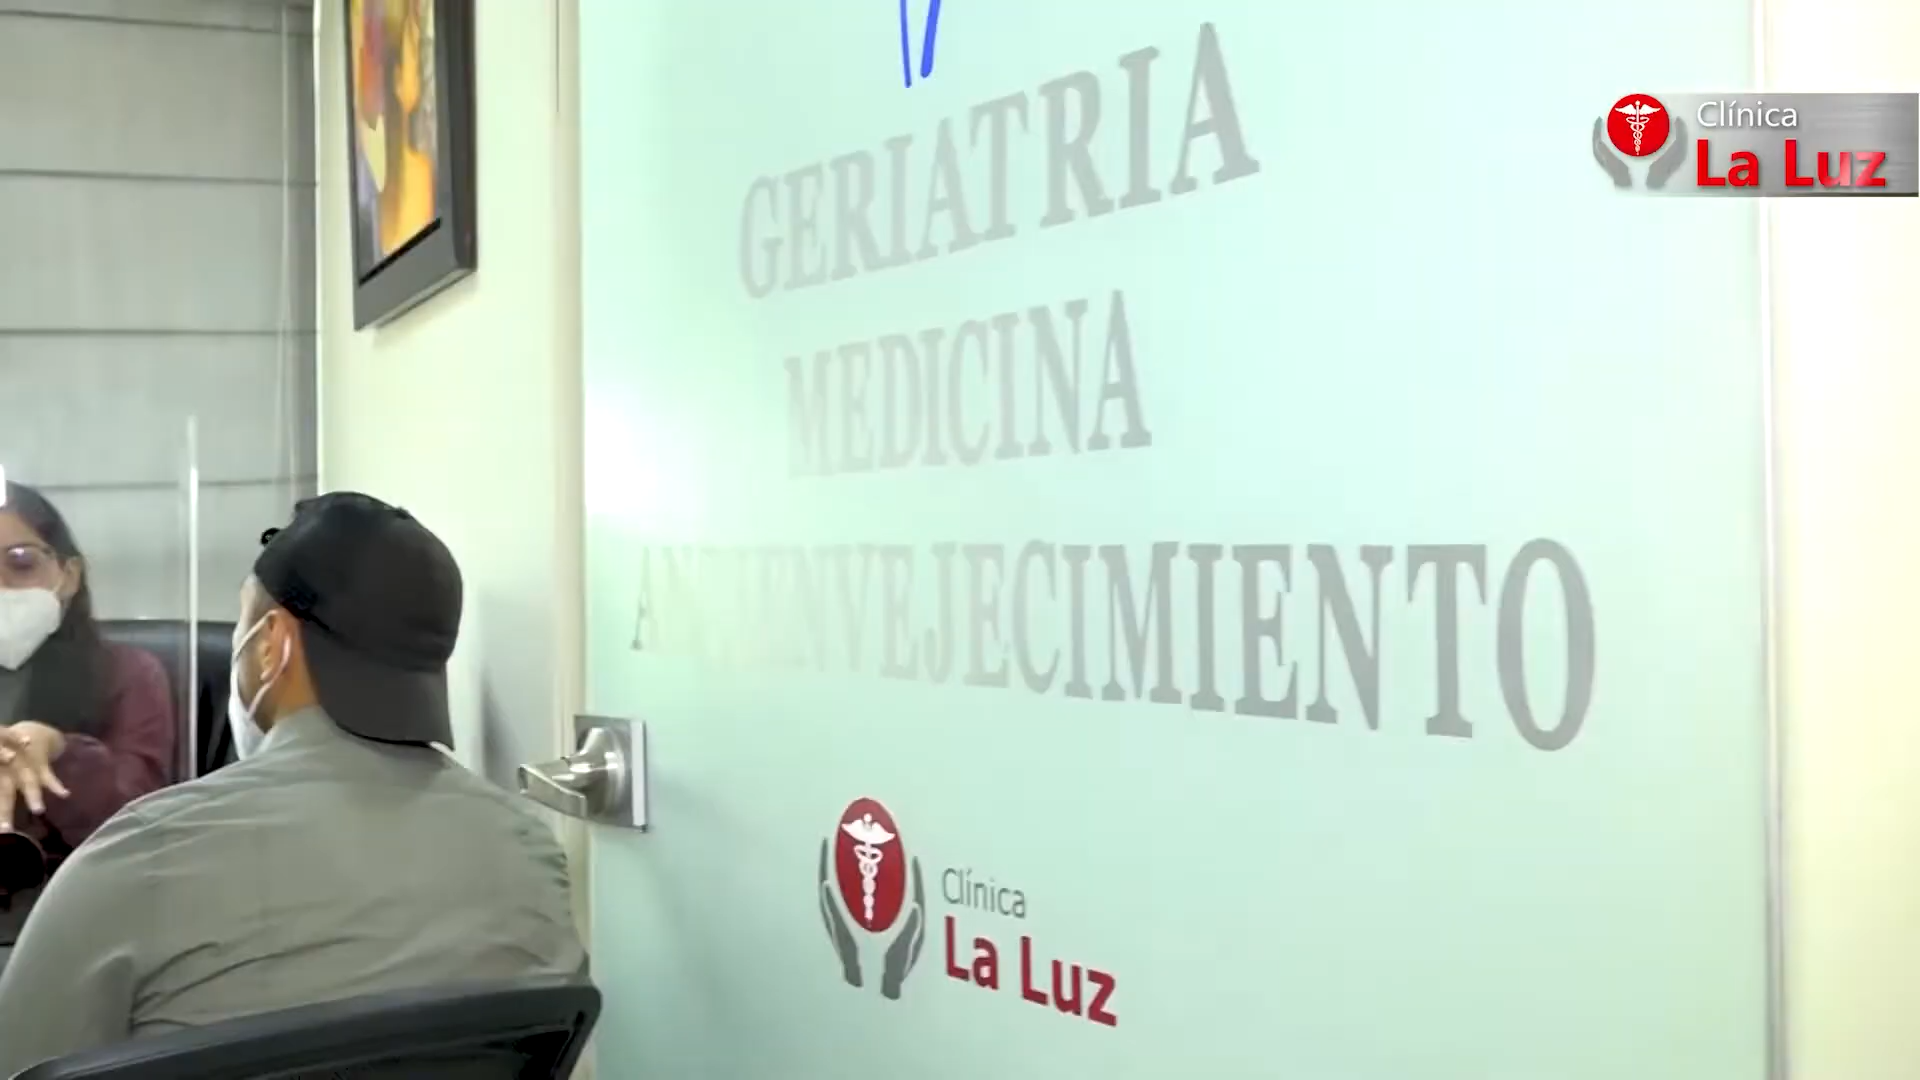 GERIATRIA
MEDICINA
ANTIENVEJECIMIENTO
Clínica
La Luz
Clínica
La Luz